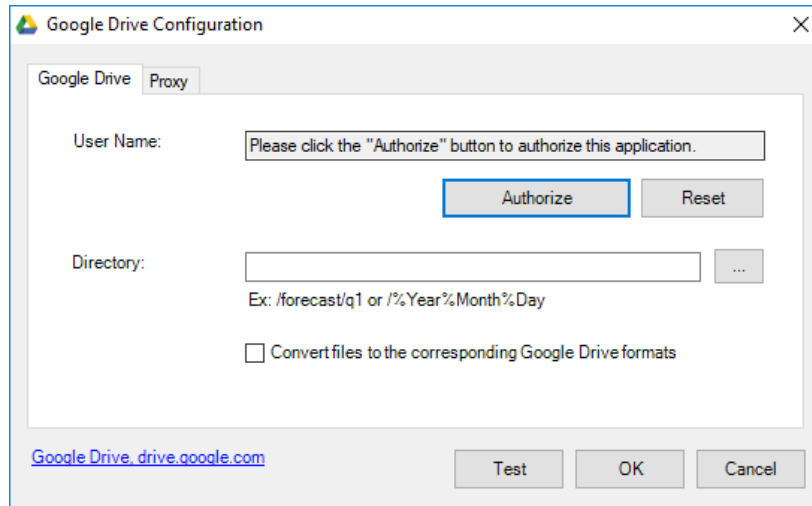 Google Drive Configuration
Google Drive
Proxy
User Name:
Please click the "Authorize" button to authorize this application.
Authorize
Reset
Directory:
...
Ex: /forecast/q1 or /%Year%Month%Day
Convert files to the corresponding Google Drive formats
Google Drive, drive.google.com
Test
OK
Cancel